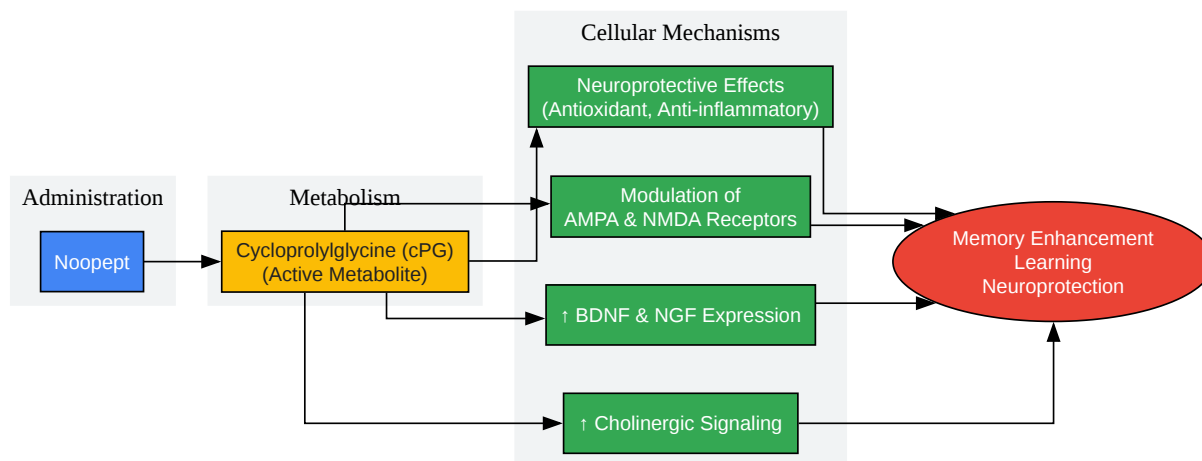 Administration
Noopept
Metabolism
Cycloprolylglycine (cPG)
(Active Metabolite)
Cellular Mechanisms
Neuroprotective Effects
(Antioxidant, Anti-inflammatory)
Modulation of
AMPA & NMDA Receptors
↑ BDNF & NGF Expression
↑ Cholinergic Signaling
Memory Enhancement
Learning
Neuroprotection